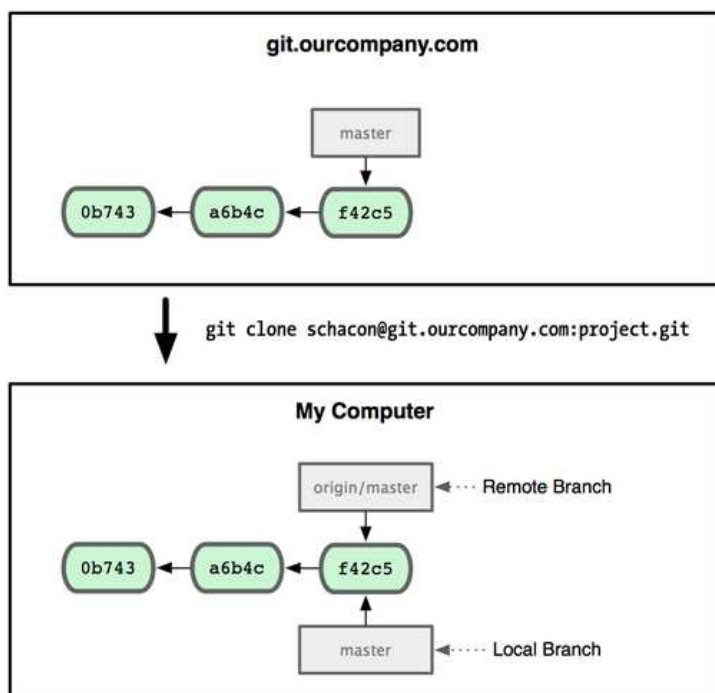 git.ourcompany.com
master
0b743 a6b4c f42c5
git clone schacon@git.ourcompany.com:project.git
My Computer
origin/master Remote Branch
0b743 a6b4c f42c5
master Local Branch